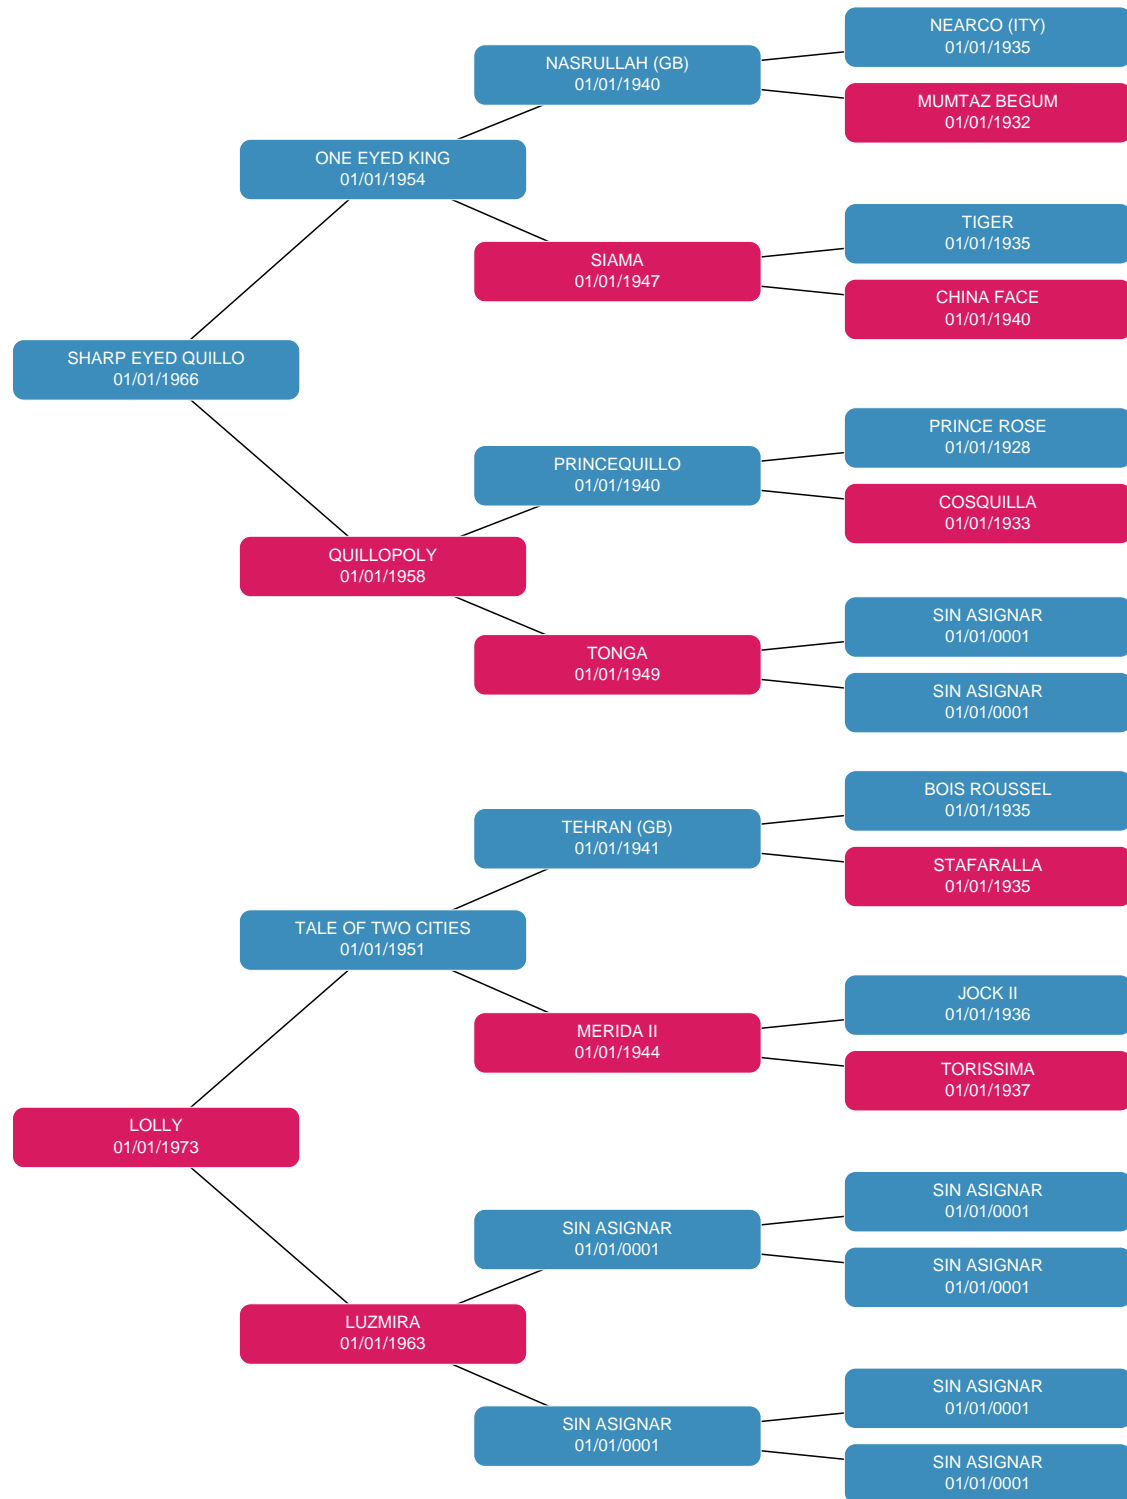 NEARCO (ITY)
01/01/1935
NASRULLAH (GB)
01/01/1940
MUMTAZ BEGUM
01/01/1932
ONE EYED KING
01/01/1954
TIGER
01/01/1935
SIAMA
01/01/1947
CHINA FACE
01/01/1940
SHARP EYED QUILLO
01/01/1966
PRINCE ROSE
01/01/1928
PRINCEQUILLO
01/01/1940
COSQUILLA
01/01/1933
QUILLOPOLY
01/01/1958
SIN ASIGNAR
01/01/0001
TONGA
01/01/1949
SIN ASIGNAR
01/01/0001
BOIS ROUSSEL
01/01/1935
TEHRAN (GB)
01/01/1941
STAFARALLA
01/01/1935
TALE OF TWO CITIES
01/01/1951
JOCK II
01/01/1936
MERIDA II
01/01/1944
TORISSIMA
01/01/1937
LOLLY
01/01/1973
SIN ASIGNAR
01/01/0001
SIN ASIGNAR
01/01/0001
SIN ASIGNAR
01/01/0001
LUZMIRA
01/01/1963
SIN ASIGNAR
01/01/0001
SIN ASIGNAR
01/01/0001
SIN ASIGNAR
01/01/0001